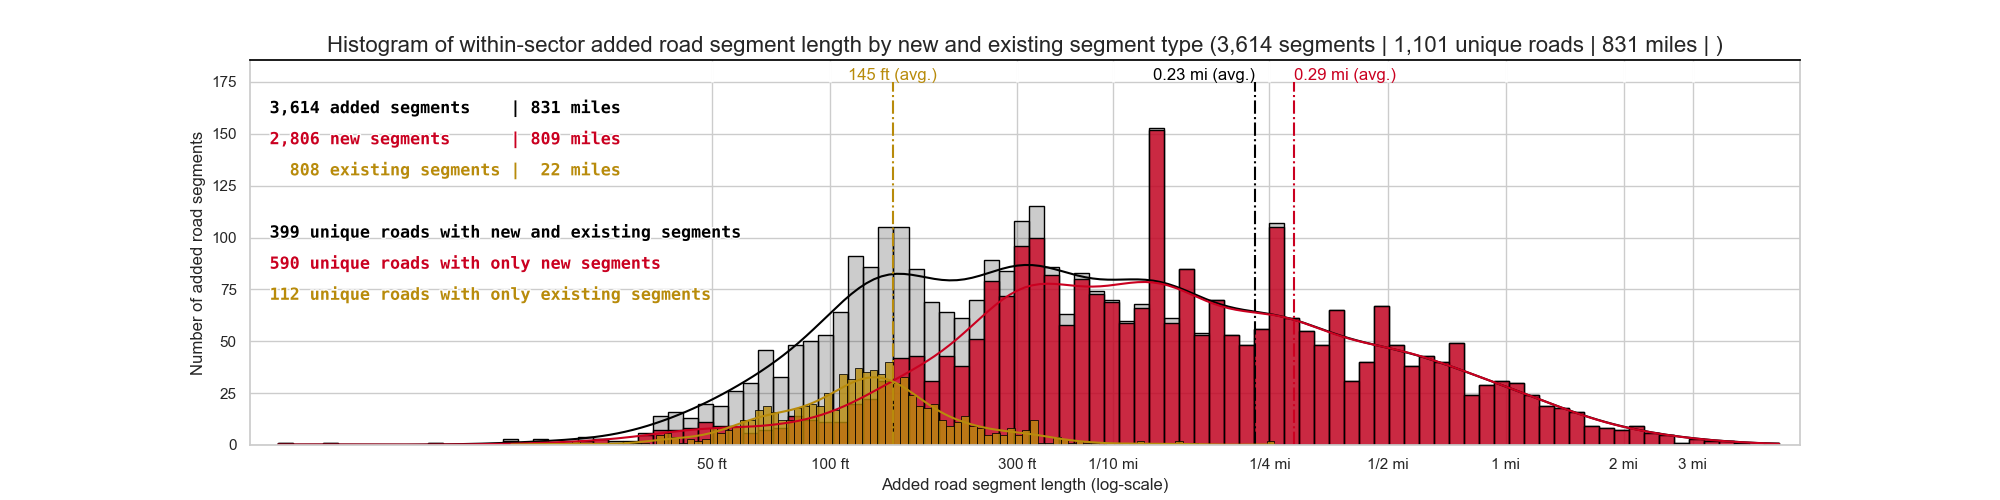 Histogram of within-sector added road segment length by new and existing segment type (3,614 segments | 1,101 unique roads | 831 miles | )
145 ft (avg.)
0.23 mi (avg.)
0.29 mi (avg.)
3,614 added segments | 831 miles
2,806 new segments | 809 miles
808 existing segments | 22 miles
399 unique roads with new and existing segments
590 unique roads with only new segments
112 unique roads with only existing segments
Number of added road segments
175
150
125
100
75
50
25
0
50 ft
100 ft
300 ft
1/10 mi
1/4 mi
1/2 mi
1 mi
2 mi
3 mi
Added road segment length (log-scale)